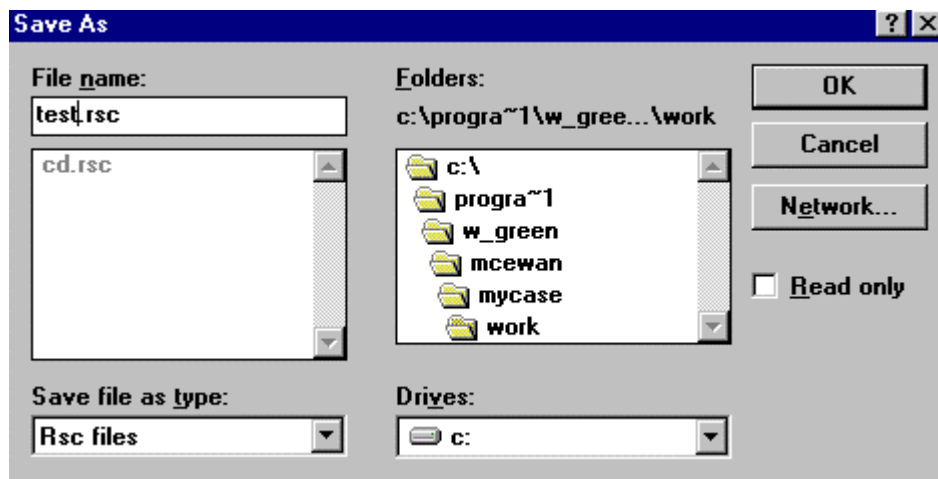 Save As
File name:
test.rsc
cd.rsc
Save file as type:
Rsc files
Folders:
c:\progra~1\w_gree...\work
c:\
progra~1
w_green
mcewan
mycase
work
Drives:
c:
OK
Cancel
Network...
Read only